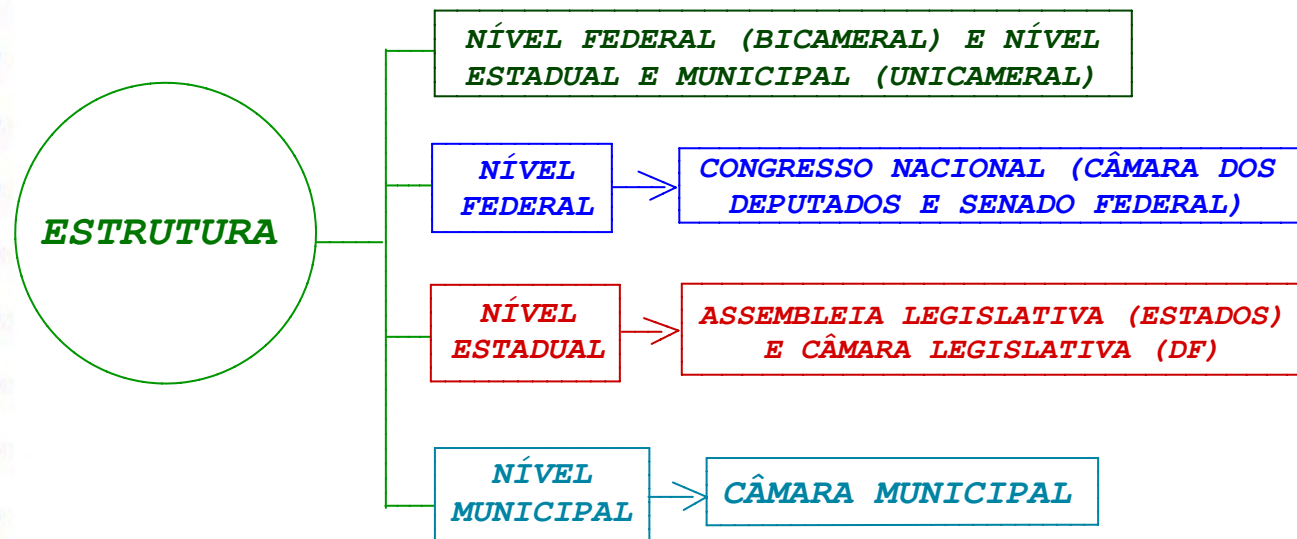 ESTRUTURA
NÍVEL FEDERAL (BICAMERAL) E NÍVEL
ESTADUAL E MUNICIPAL (UNICAMERAL)
NÍVEL
FEDERAL
CONGRESSO NACIONAL (CÂMARA DOS
DEPUTADOS E SENADO FEDERAL)
NÍVEL
ESTADUAL
ASSEMBLEIA LEGISLATIVA (ESTADOS)
E CÂMARA LEGISLATIVA (DF)
NÍVEL
MUNICIPAL
CÂMARA MUNICIPAL